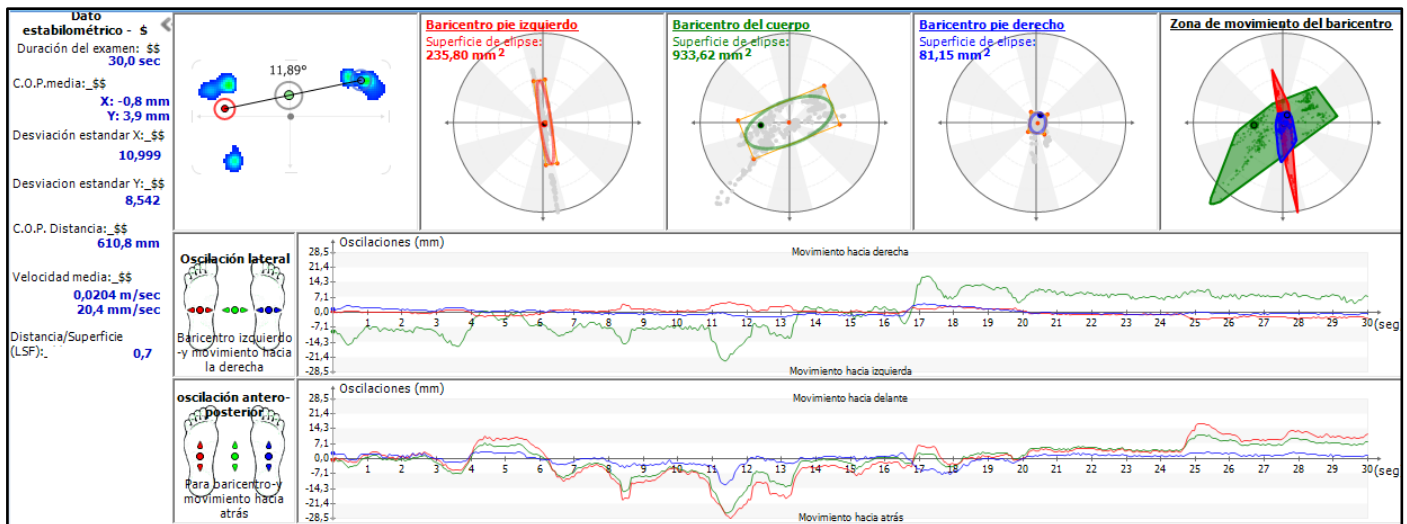 Dato
estabilométrico - $
Duración del examen: $$
30,0 sec
C.O.P.media:_$$
X: -0,8 mm
Y: 3,9 mm
Desviación estandar X:_$$
10,999
Desviacion estandar Y:_$$
8,542
C.O.P. Distancia:_$$
610,8 mm
Velocidad media:_$$
0,0204 m/sec
20,4 mm/sec
Distancia/Superficie
(LSF):_ 0,7
11,89º
Baricentro pie izquierdo
Superficie de elipse:
235,80 mm²
Baricentro del cuerpo
Superficie de elipse:
933,62 mm²
Baricentro pie derecho
Superficie de elipse:
81,15 mm²
Zona de movimiento del baricentro
Oscilación lateral
Baricentro izquierdo
-y movimiento hacia
la derecha
Oscilaciones (mm)
Movimiento hacia derecha
28,5
21,4
14,3
7,1
0,0
-7,1
-14,3
-21,4
-28,5
1 2 3 4 5 6 7 8 9 10 11 12 13 14 15 16 17 18 19 20 21 22 23 24 25 26 27 28 29 30 (seg
Movimiento hacia izquierda
oscilación antero-
posterior
Para baricentro-y
movimiento hacia
atrás
Oscilaciones (mm)
Movimiento hacia delante
28,5
21,4
14,3
7,1
0,0
-7,1
-14,3
-21,4
-28,5
1 2 3 4 5 6 7 8 9 10 11 12 13 14 15 16 17 18 19 20 21 22 23 24 25 26 27 28 29 30 (seg
Movimiento hacia atrás